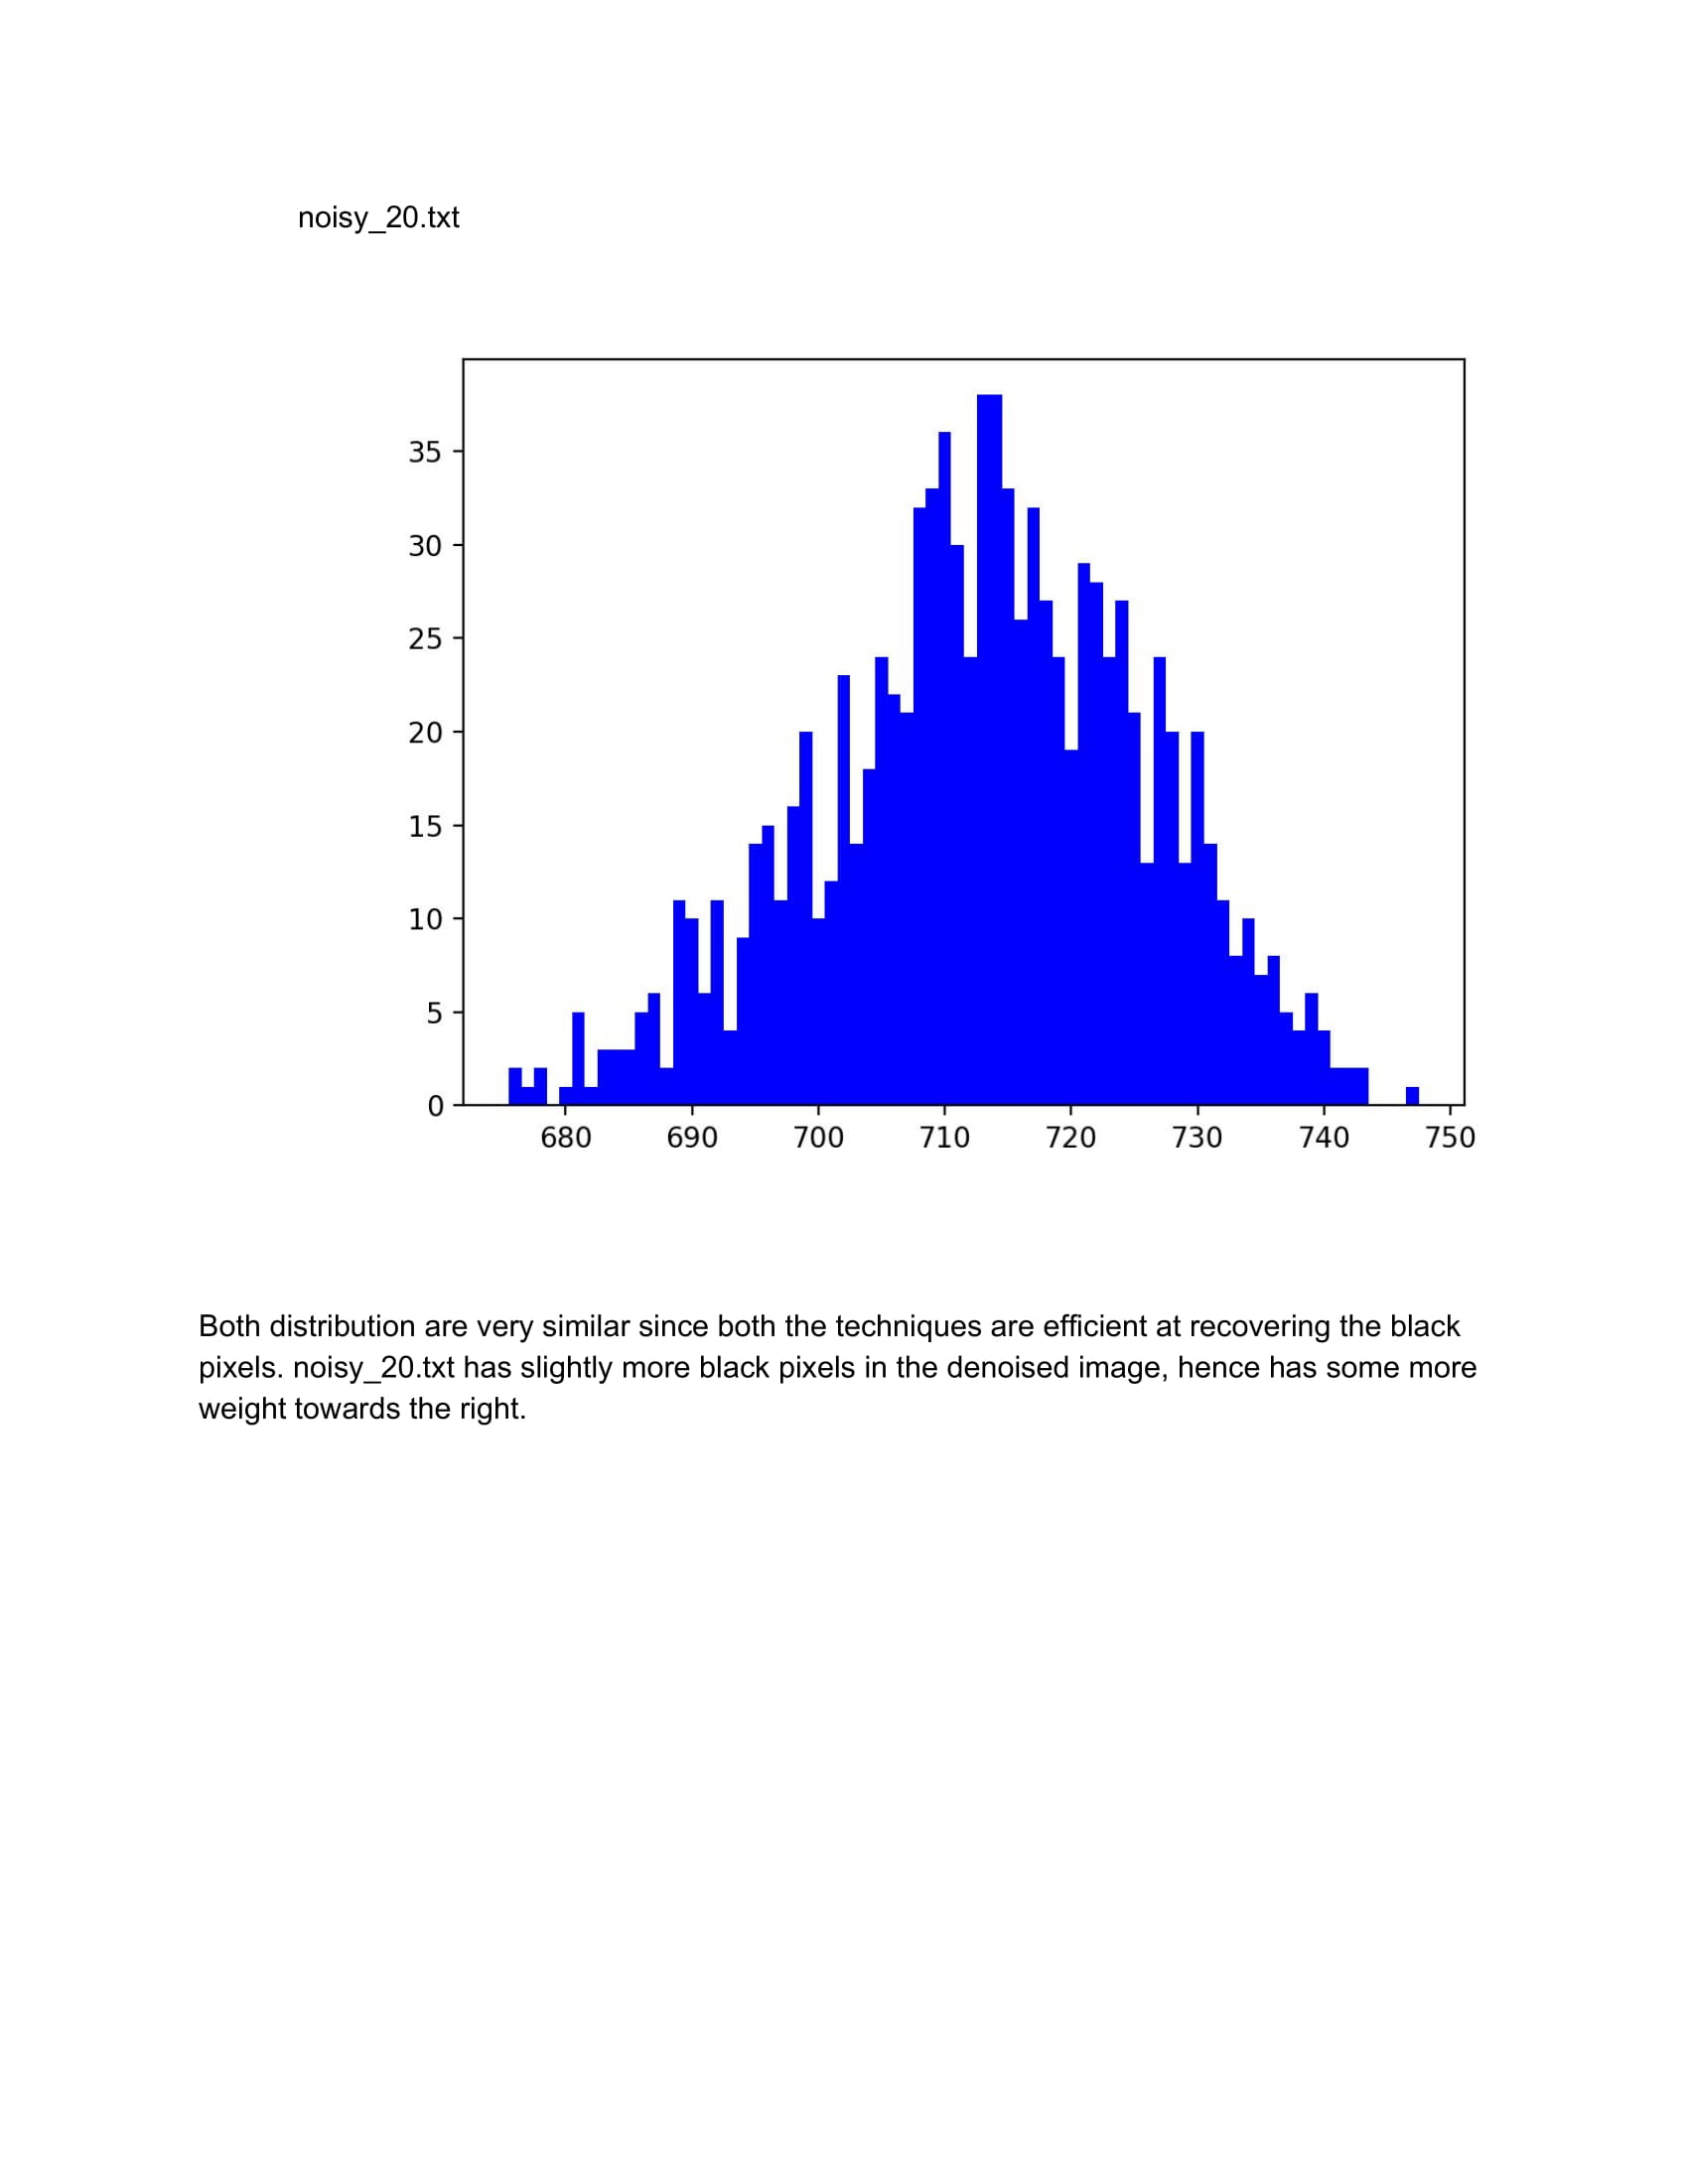 noisy_20.txt
35
30
25
20
15
10
5
0
680 690 700 710 720 730 740 750
Both distribution are very similar since both the techniques are efficient at recovering the black
pixels. noisy_20.txt has slightly more black pixels in the denoised image, hence has some more
weight towards the right.